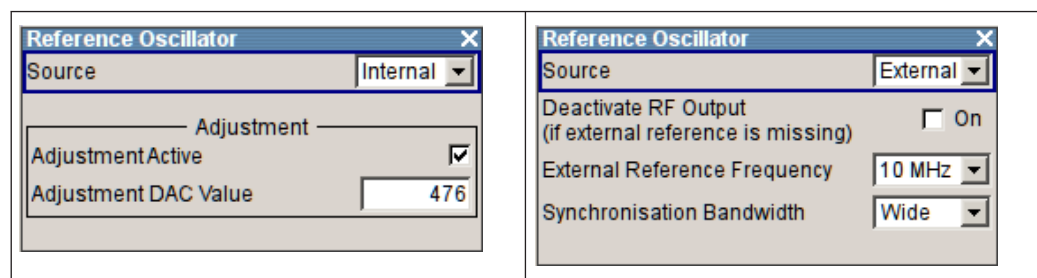 Reference Oscillator
Source Internal
Adjustment
Adjustment Active
Adjustment DAC Value 476
Reference Oscillator
Source External
Deactivate RF Output
(if external reference is missing) On
External Reference Frequency 10 MHz
Synchronisation Bandwidth Wide